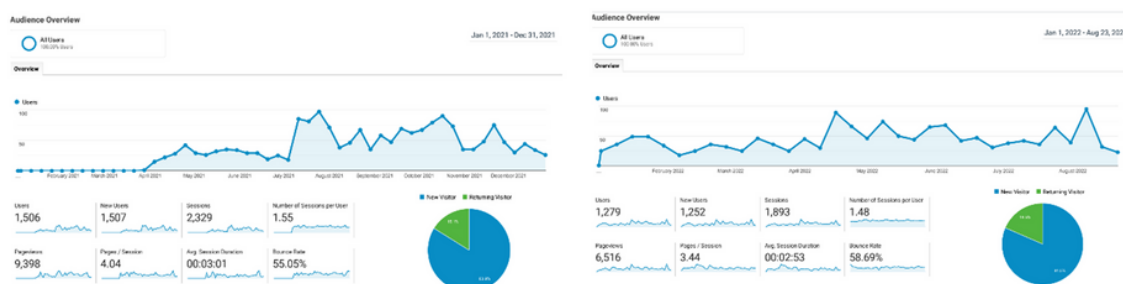 Audience Overview
All Users
100.00% Users
Jan 1, 2021 - Dec 31, 2021
Overview
Users
100
50
...
February 2021
March 2021
April 2021
May 2021
June 2021
July 2021
August 2021
September 2021
October 2021
November 2021
December 2021
New Visitor
Returning Visitor
Users
1,506
New Users
1,507
Sessions
2,329
Number of Sessions per User
1.55
Pageviews
9,398
Pages / Session
4.04
Avg. Session Duration
00:03:01
Bounce Rate
55.05%
Audience Overview
All Users
100.00% Users
Jan 1, 2022 - Aug 23, 202
Overview
Users
100
50
...
February 2022
March 2022
April 2022
May 2022
June 2022
July 2022
August 2022
New Visitor
Returning Visitor
Users
1,279
New Users
1,252
Sessions
1,893
Number of Sessions per User
1.48
Pageviews
6,516
Pages / Session
3.44
Avg. Session Duration
00:02:53
Bounce Rate
58.69%